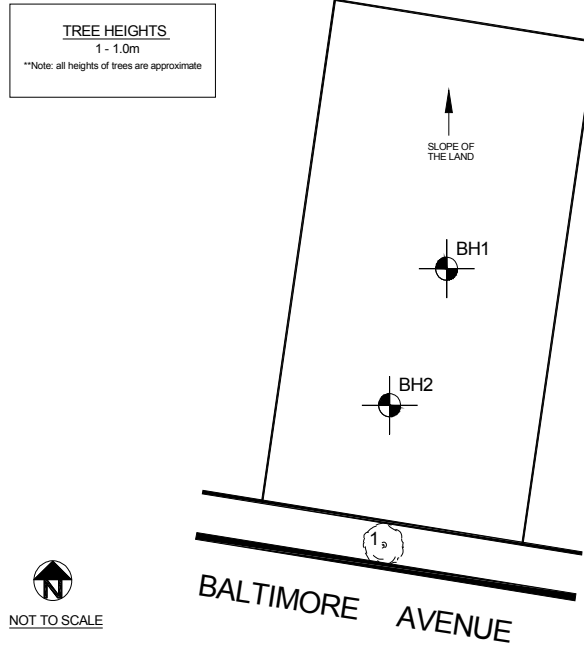 TREE HEIGHTS
1 - 1.0m
**Note: all heights of trees are approximate
SLOPE OF
THE LAND
BH1
BH2
1
N
NOT TO SCALE
BALTIMORE AVENUE